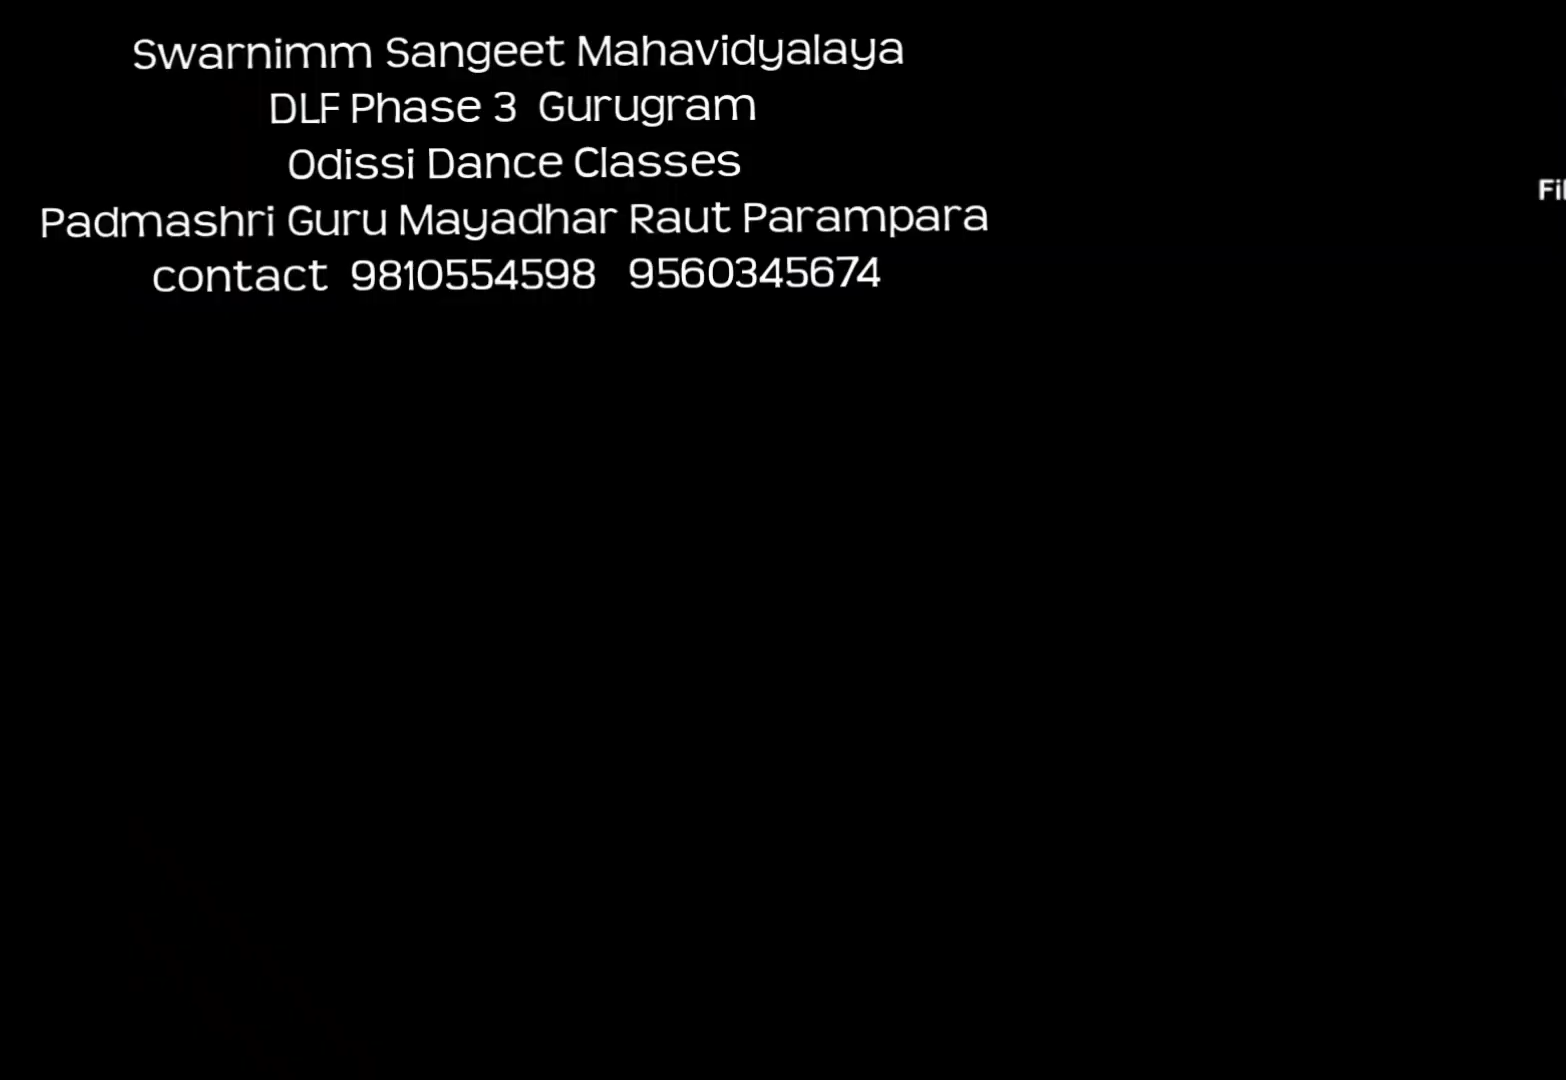 Swarnimm Sangeet Mahavidyalaya
DLF Phase 3 Gurugram
Odissi Dance Classes
Padmashri Guru Mayadhar Raut Parampara
contact 9810554598 9560345674